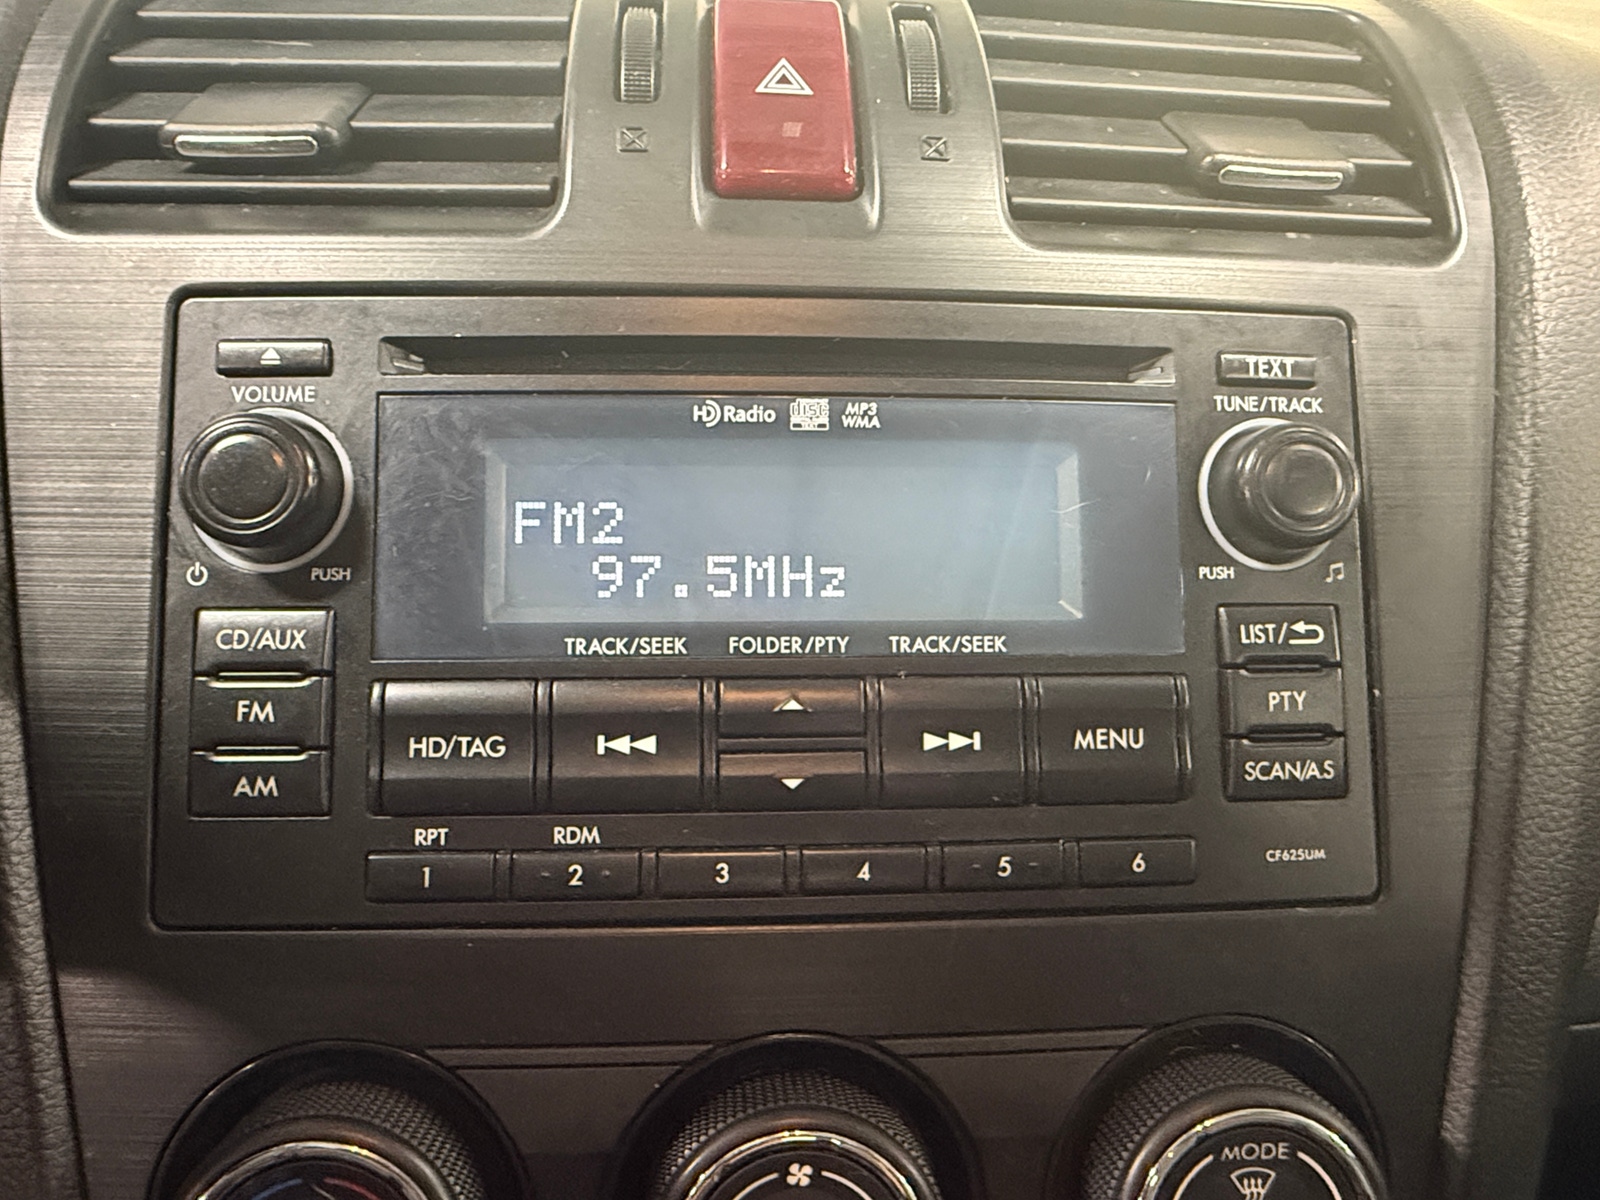 TEXT
VOLUME
TUNE/TRACK
HD Radio
disc
TEXT
MP3
WMA
FM2
97.5MHz
PUSH
PUSH
TRACK/SEEK
FOLDER/PTY
TRACK/SEEK
CD/AUX
LIST/
FM
PTY
HD/TAG
MENU
AM
SCAN/A.S
RPT
RDM
1
2
3
4
5
6
CF625UM
MODE